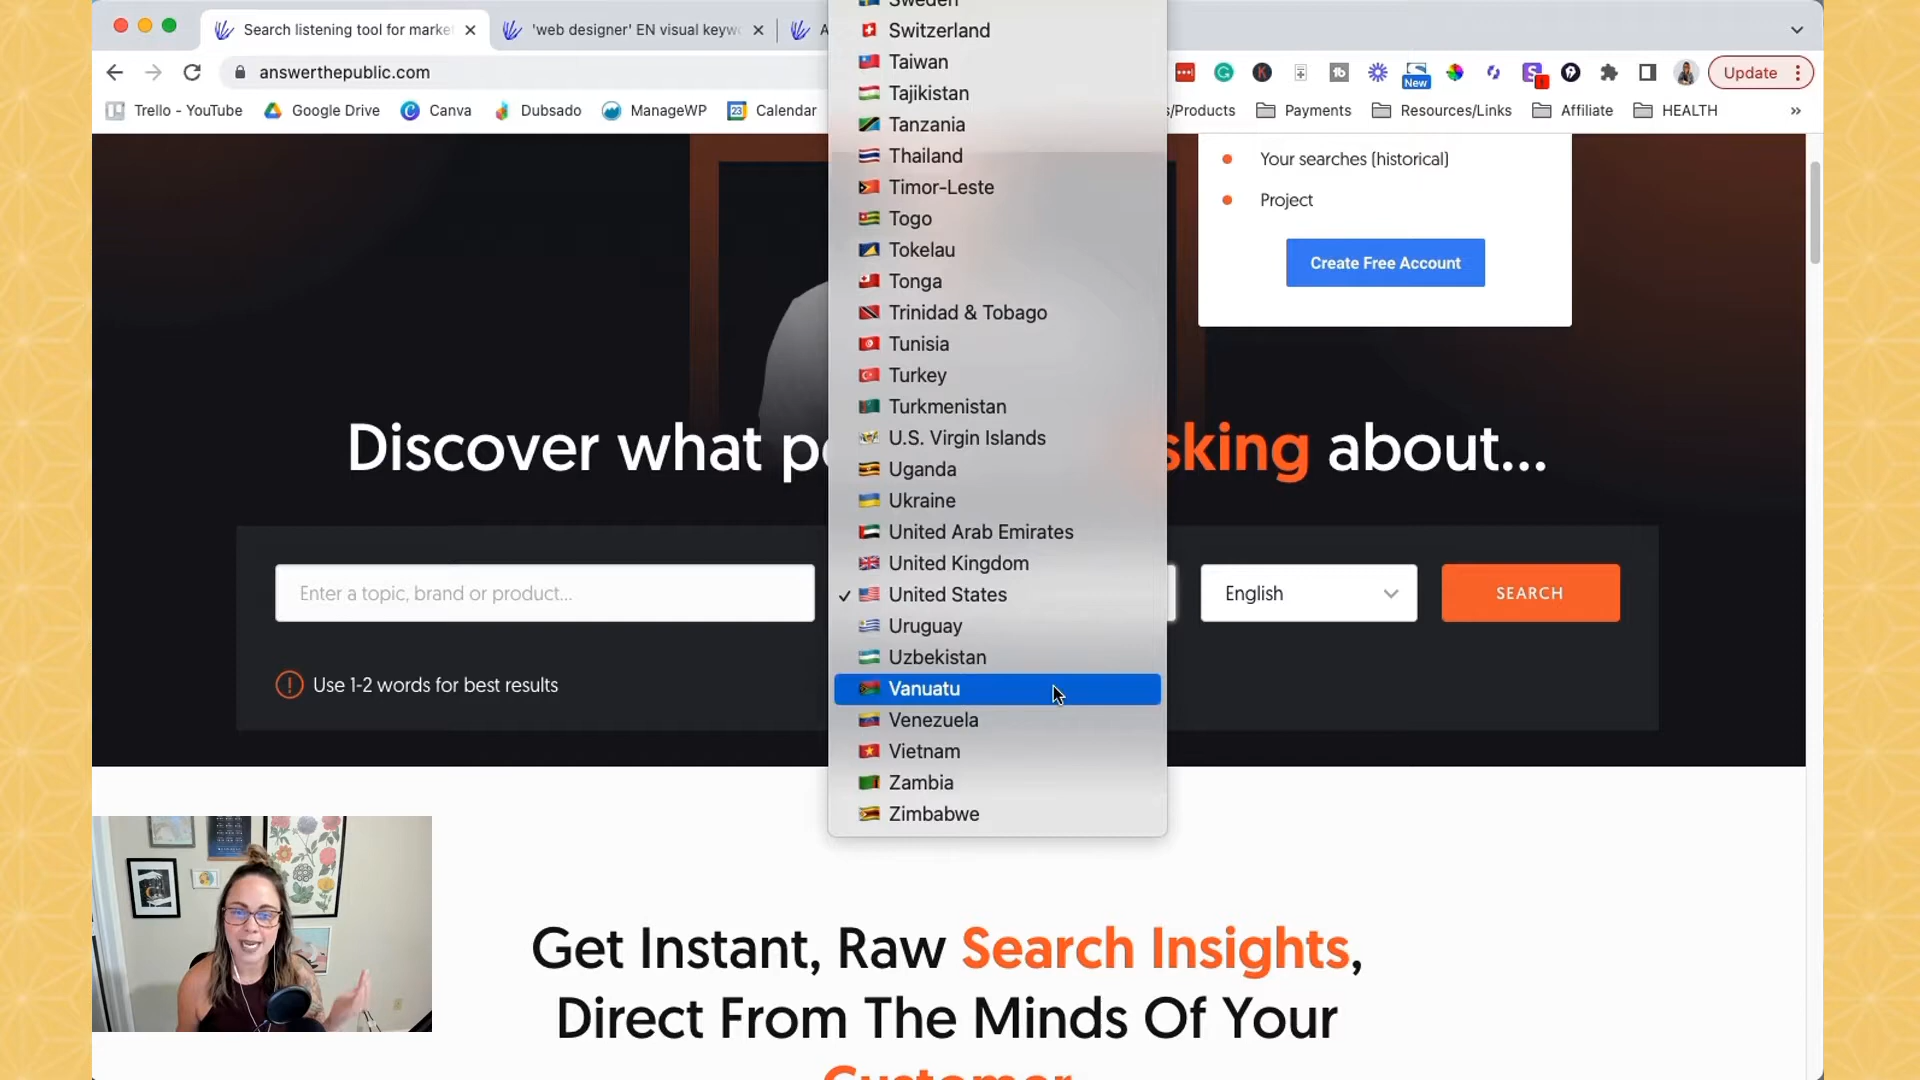 Search listening tool for marke
'web designer' EN visual keyw
A
answerthepublic.com
New
Update
Trello - YouTube
Google Drive
Canva
Dubsado
ManageWP
23
Calendar
s/Products
Payments
Resources/Links
Affiliate
HEALTH
»
Sweden
Switzerland
Taiwan
Tajikistan
Tanzania
Thailand
Timor-Leste
Togo
Tokelau
Tonga
Trinidad & Tobago
Tunisia
Turkey
Turkmenistan
U.S. Virgin Islands
Uganda
Ukraine
United Arab Emirates
United Kingdom
✓ United States
Uruguay
Uzbekistan
Vanuatu
Venezuela
Vietnam
Zambia
Zimbabwe
Your searches (historical)
Project
Create Free Account
Discover what pe sking about...
Enter a topic, brand or product...
English
SEARCH
Use 1-2 words for best results
Get Instant, Raw Search Insights,
Direct From The Minds Of Your
Customer